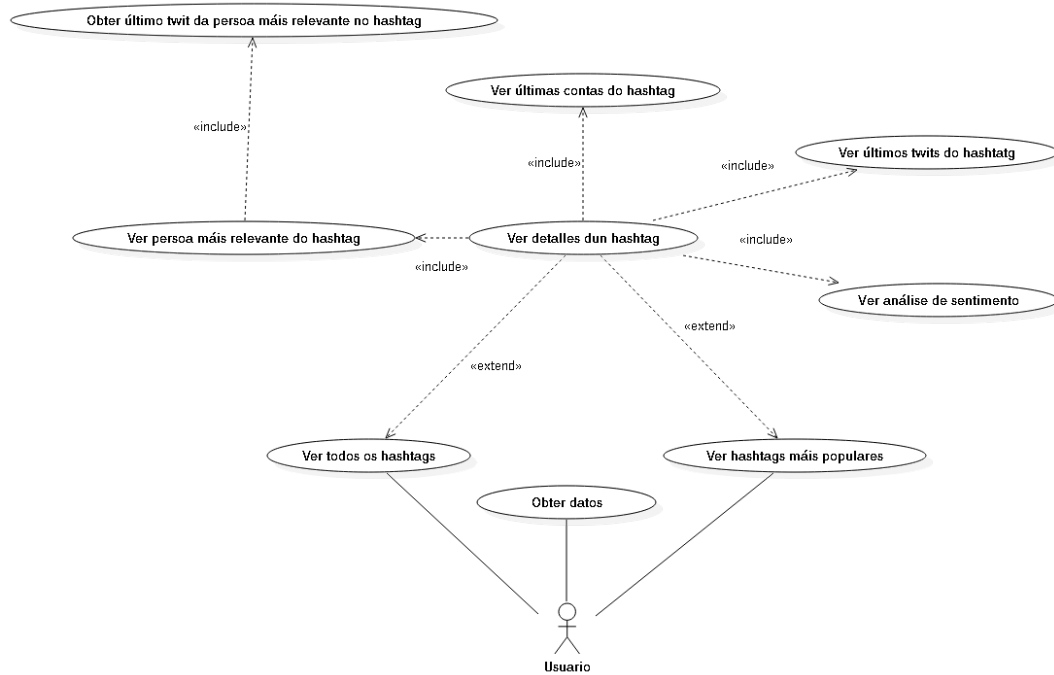 Obter último twit da persoa máis relevante no hashtag
Ver últimas contas do hashtag
«include»
Ver últimos twits do hashtatg
«include»
«include»
Ver persoa máis relevante do hashtag
Ver detalles dun hashtag
«include»
«include»
Ver análise de sentimento
«extend»
«extend»
Ver todos os hashtags
Ver hashtags máis populares
Obter datos
Usuario